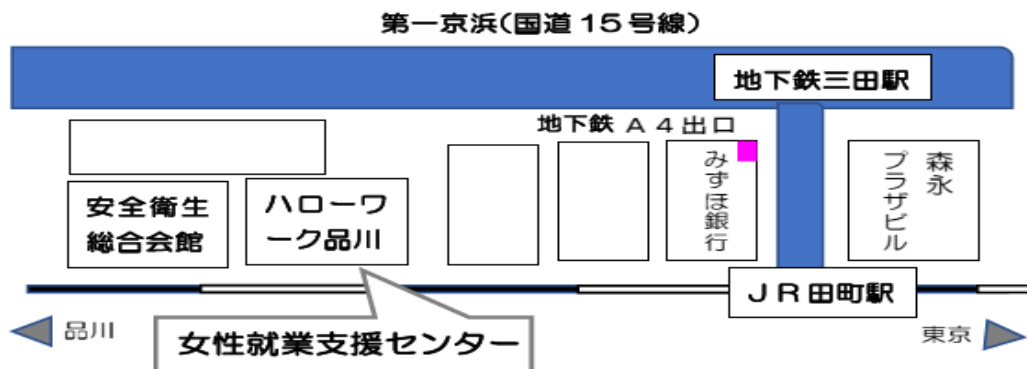 第一京浜（国道15号線）
地下鉄三田駅
地下鉄 A4出口
みずほ銀行
森永
プラザビル
安全衛生
総合会館
ハローワ
ーク品川
JR田町駅
品川
東京
女性就業支援センター